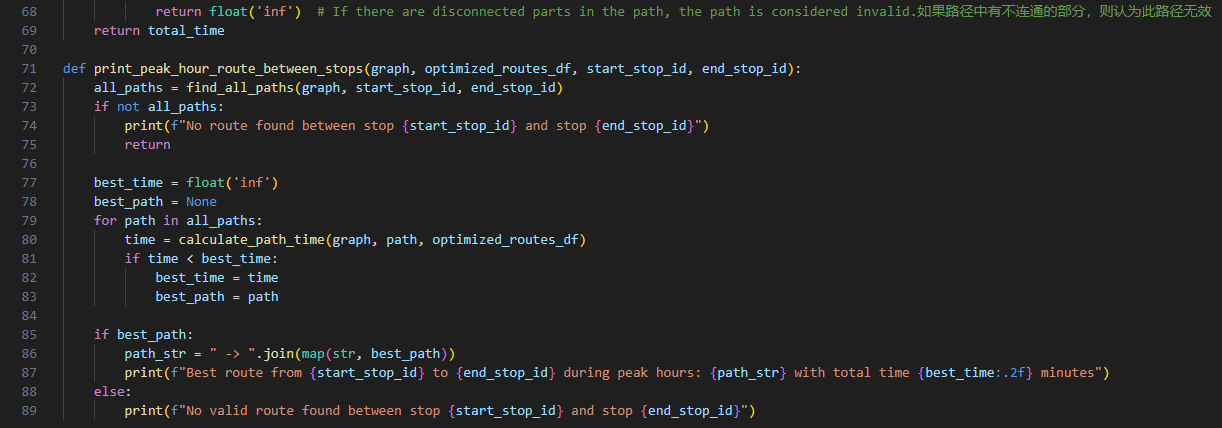 68 return float('inf') # If there are disconnected parts in the path, the path is considered invalid.如果路径中有不连通的部分，则认为此路径无效
69 return total_time
70
71 def print_peak_hour_route_between_stops(graph, optimized_routes_df, start_stop_id, end_stop_id):
72 all_paths = find_all_paths(graph, start_stop_id, end_stop_id)
73 if not all_paths:
74 print(f"No route found between stop {start_stop_id} and stop {end_stop_id}")
75 return
76
77 best_time = float('inf')
78 best_path = None
79 for path in all_paths:
80 time = calculate_path_time(graph, path, optimized_routes_df)
81 if time < best_time:
82 best_time = time
83 best_path = path
84
85 if best_path:
86 path_str = " -> ".join(map(str, best_path))
87 print(f"Best route from {start_stop_id} to {end_stop_id} during peak hours: {path_str} with total time {best_time:.2f} minutes")
88 else:
89 print(f"No valid route found between stop {start_stop_id} and stop {end_stop_id}")